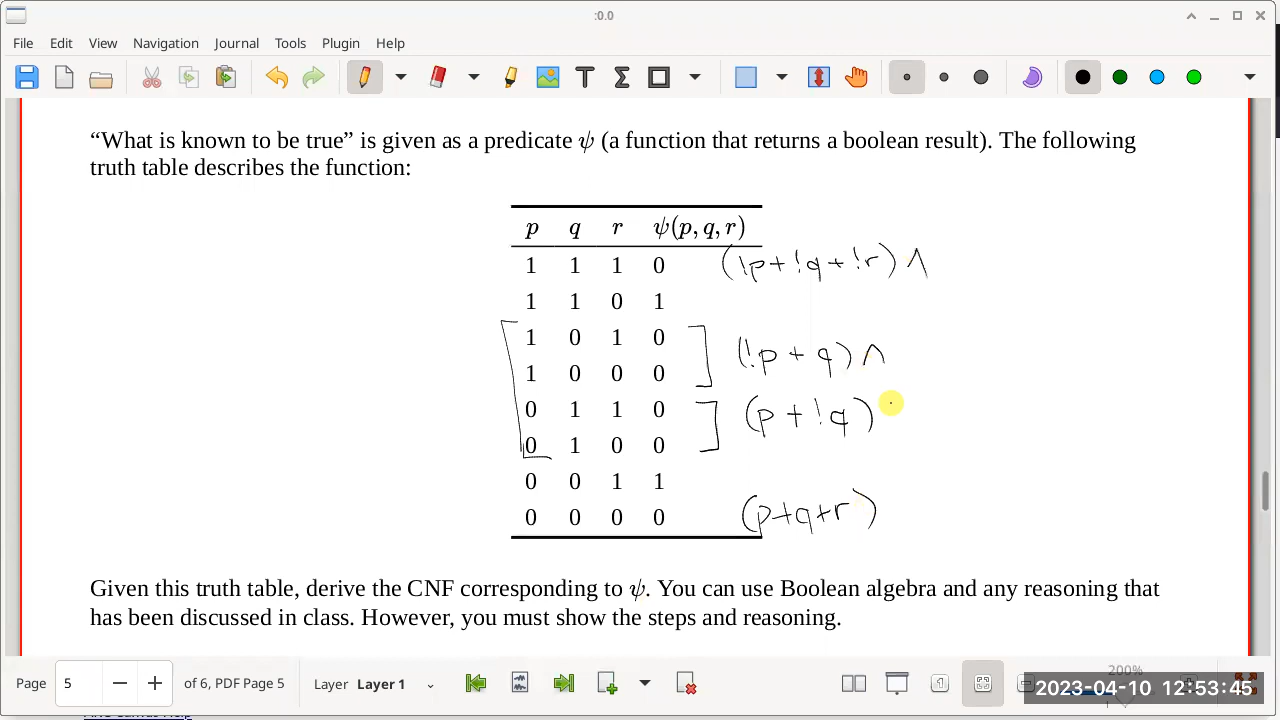 :0.0
File Edit View Navigation Journal Tools Plugin Help
“What is known to be true” is given as a predicate ψ (a function that returns a boolean result). The following
truth table describes the function:
p q r ψ(p, q, r)
1 1 1 0 (!p+!q+!r) ∧
1 1 0 1
1 0 1 0 (!p + q) ∧
1 0 0 0
0 1 1 0 (p + !q)
0 1 0 0
0 0 1 1
0 0 0 0 (p+q+r)
Given this truth table, derive the CNF corresponding to ψ. You can use Boolean algebra and any reasoning that
has been discussed in class. However, you must show the steps and reasoning.
Page 5 of 6, PDF Page 5 Layer Layer 1 200%
2023-04-10 12:53:45